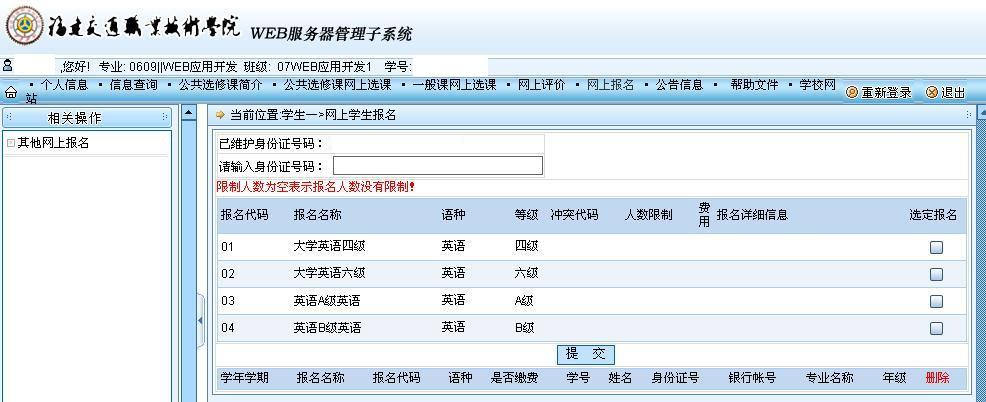 福建交通职业技术学院 WEB服务器管理子系统
,您好! 专业: 0609||WEB应用开发 班级: 07WEB应用开发1 学号:
· 个人信息 · 信息查询 · 公共选修课简介 · 公共选修课网上选课 · 一般课网上选课 · 网上评价 · 网上报名 · 公告信息 · 帮助文件 · 学校网站 重新登录 退出
相关操作
其他网上报名
当前位置:学生—>网上学生报名
已维护身份证号码：
请输入身份证号码：
限制人数为空表示报名人数没有限制!
报名代码 报名名称 语种 等级 冲突代码 人数限制 费用 报名详细信息 选定报名
01 大学英语四级 英语 四级
02 大学英语六级 英语 六级
03 英语A级英语 英语 A级
04 英语B级英语 英语 B级
提 交
学年学期 报名名称 报名代码 语种 是否缴费 学号 姓名 身份证号 银行帐号 专业名称 年级 删除